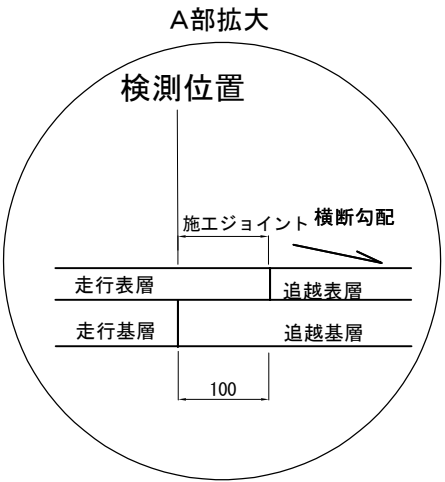 A部拡大
検測位置
施工ジョイント
横断勾配
走行表層
追越表層
走行基層
追越基層
100